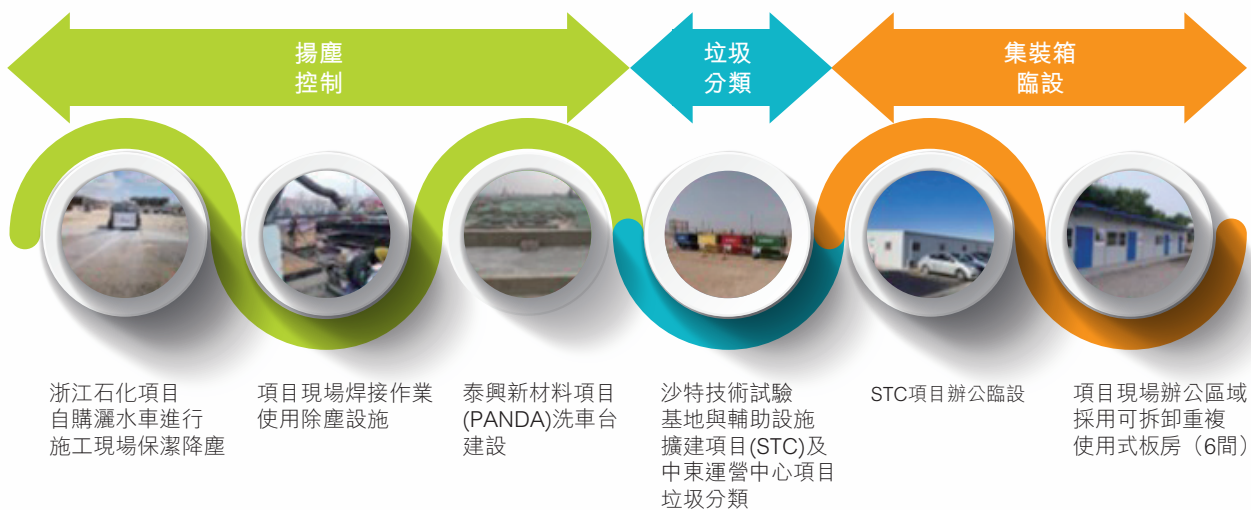 揚塵
控制
垃圾
分類
集裝箱
臨設
浙江石化項目
自購灑水車進行
施工現場保潔降塵
項目現場焊接作業
使用除塵設施
泰興新材料項目
(PANDA)洗車台
建設
沙特技術試驗
基地與輔助設施
擴建項目(STC)及
中東運營中心項目
垃圾分類
STC項目辦公臨設
項目現場辦公區域
採用可拆卸重複
使用式板房（6間）